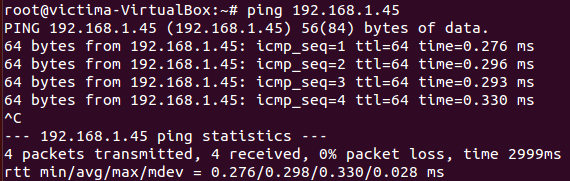 root@victima-VirtualBox:~# ping 192.168.1.45
PING 192.168.1.45 (192.168.1.45) 56(84) bytes of data.
64 bytes from 192.168.1.45: icmp_seq=1 ttl=64 time=0.276 ms
64 bytes from 192.168.1.45: icmp_seq=2 ttl=64 time=0.296 ms
64 bytes from 192.168.1.45: icmp_seq=3 ttl=64 time=0.293 ms
64 bytes from 192.168.1.45: icmp_seq=4 ttl=64 time=0.330 ms
^C
--- 192.168.1.45 ping statistics ---
4 packets transmitted, 4 received, 0% packet loss, time 2999ms
rtt min/avg/max/mdev = 0.276/0.298/0.330/0.028 ms